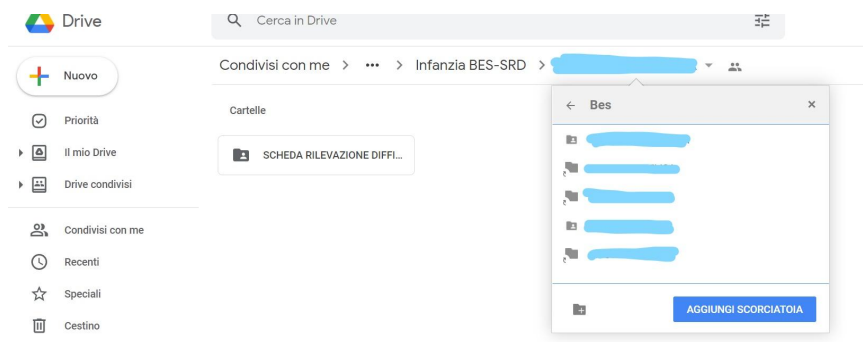 Drive
Cerca in Drive
Nuovo
Condivisi con me > ••• > Infanzia BES-SRD >
Priorità
Il mio Drive
Drive condivisi
Condivisi con me
Recenti
Speciali
Cestino
Cartelle
SCHEDA RILEVAZIONE DIFFI...
← Bes ×
AGGIUNGI SCORCIATOIA